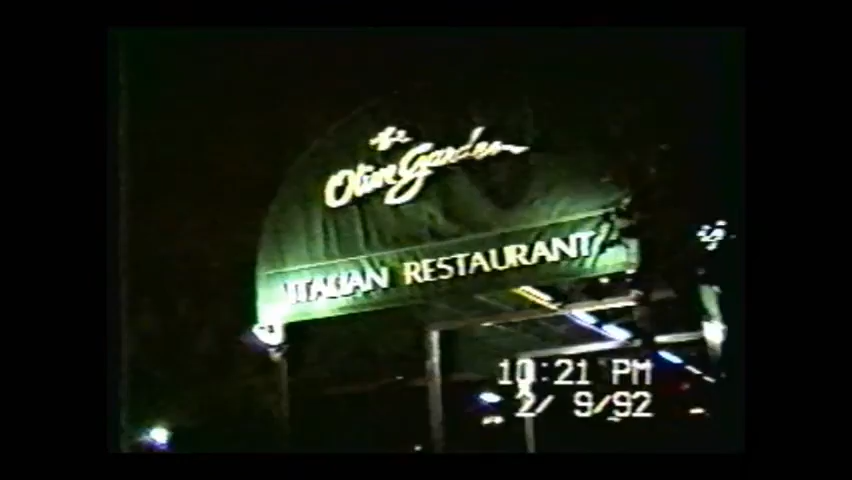 the
Olive Garden
ITALIAN RESTAURANT
10:21 PM
2/ 9/92